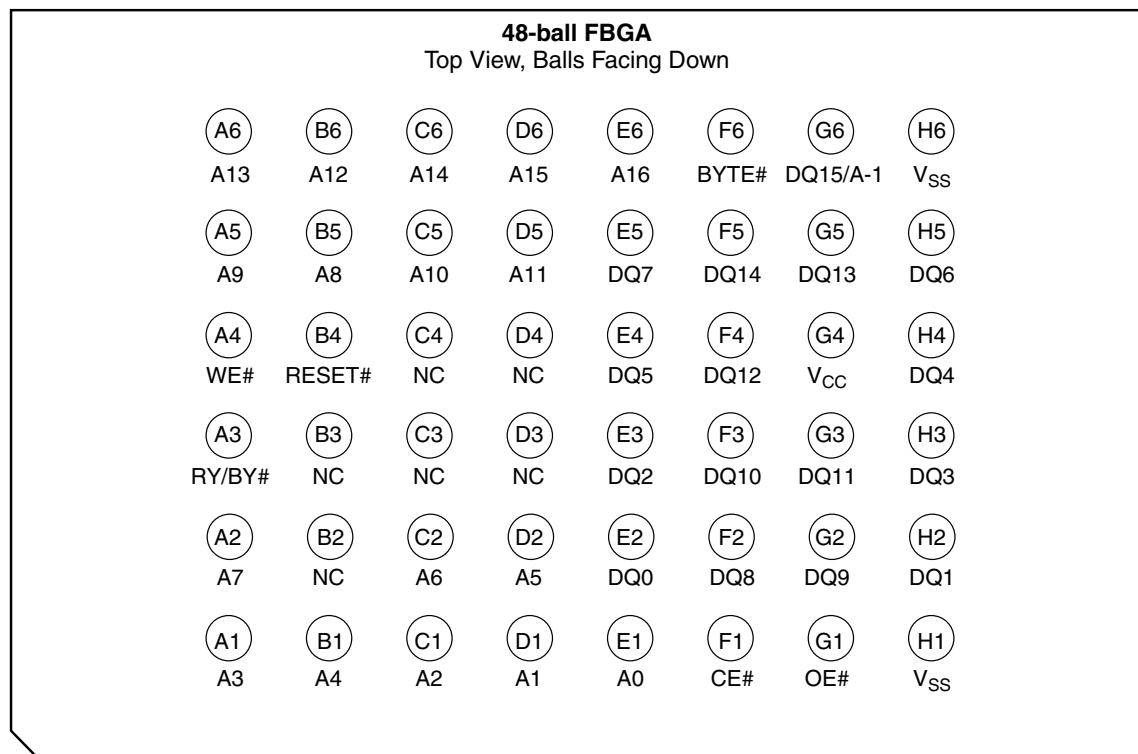 48-ball FBGA
Top View, Balls Facing Down
A6 B6 C6 D6 E6 F6 G6 H6
A13 A12 A14 A15 A16 BYTE# DQ15/A-1 VSS
A5 B5 C5 D5 E5 F5 G5 H5
A9 A8 A10 A11 DQ7 DQ14 DQ13 DQ6
A4 B4 C4 D4 E4 F4 G4 H4
WE# RESET# NC NC DQ5 DQ12 VCC DQ4
A3 B3 C3 D3 E3 F3 G3 H3
RY/BY# NC NC NC DQ2 DQ10 DQ11 DQ3
A2 B2 C2 D2 E2 F2 G2 H2
A7 NC A6 A5 DQ0 DQ8 DQ9 DQ1
A1 B1 C1 D1 E1 F1 G1 H1
A3 A4 A2 A1 A0 CE# OE# VSS